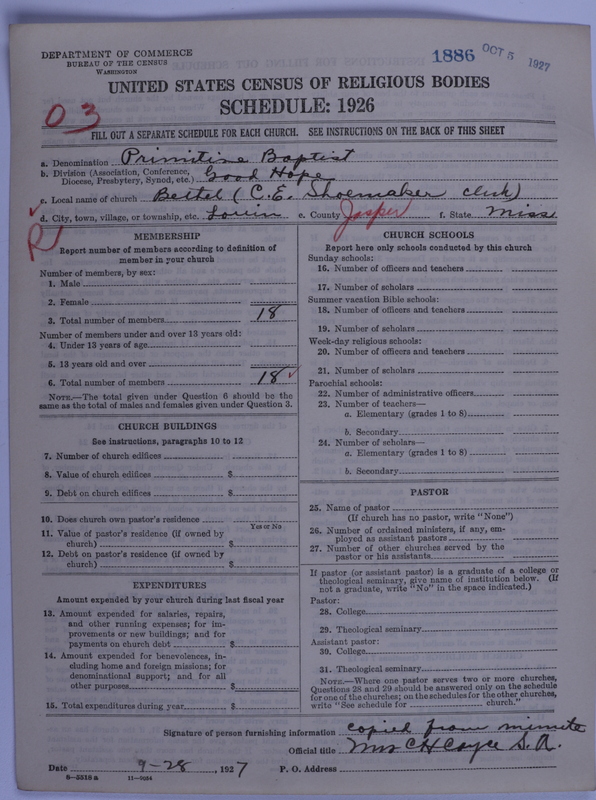 DEPARTMENT OF COMMERCE
BUREAU OF THE CENSUS
WASHINGTON
1886 OCT 5 1927
UNITED STATES CENSUS OF RELIGIOUS BODIES
SCHEDULE: 1926
03
FILL OUT A SEPARATE SCHEDULE FOR EACH CHURCH. SEE INSTRUCTIONS ON THE BACK OF THIS SHEET
a. Denomination Primitive Baptist
b. Division (Association, Conference, Diocese, Presbytery, Synod, etc.) Good Hope
c. Local name of church Bettel (C.E. Shoemaker clerk)
d. City, town, village, or township, etc. Louin e. County Jasper f. State Miss
R
MEMBERSHIP
Report number of members according to definition of
member in your church
Number of members, by sex:
1. Male
2. Female
3. Total number of members 18
Number of members under and over 13 years old:
4. Under 13 years of age
5. 13 years old and over
6. Total number of members 18 ✓
NOTE.—The total given under Question 6 should be
same as the total of males and females given under Question 3.
CHURCH BUILDINGS
See instructions, paragraphs 10 to 12
7. Number of church edifices
8. Value of church edifices $
9. Debt on church edifices $
10. Does church own pastor's residence
Yes or No
11. Value of pastor's residence (if owned by
church) $
12. Debt on pastor's residence (if owned by
church) $
EXPENDITURES
Amount expended by your church during last fiscal year
13. Amount expended for salaries, repairs,
and other running expenses; for im-
provements or new buildings; and for
payments on church debt $
14. Amount expended for benevolences, in-
cluding home and foreign missions; for
denominational support; and for all
other purposes $
15. Total expenditures during year $
CHURCH SCHOOLS
Report here only schools conducted by this church
Sunday schools:
16. Number of officers and teachers
17. Number of scholars
Summer vacation Bible schools:
18. Number of officers and teachers
19. Number of scholars
Week-day religious schools:
20. Number of officers and teachers
21. Number of scholars
Parochial schools:
22. Number of administrative officers
23. Number of teachers—
a. Elementary (grades 1 to 8)
b. Secondary
24. Number of scholars—
a. Elementary (grades 1 to 8)
b. Secondary
PASTOR
25. Name of pastor
(If church has no pastor, write "None")
26. Number of ordained ministers, if any, em-
ployed as assistant pastors
27. Number of other churches served by the
pastor or his assistants
If pastor (or assistant pastor) is a graduate of a college or
theological seminary, give name of institution below. (If
not a graduate, write "No" in the space indicated.)
Pastor:
28. College
29. Theological seminary
Assistant pastor:
30. College
31. Theological seminary
NOTE.—Where one pastor serves two or more churches,
Questions 28 and 29 should be answered only on the schedule
for one of the churches; on the schedules for the other churches,
write "See schedule for church."
Signature of person furnishing information copied from minute
Official title Mrs C H Cayce S.A.
Date 9-28, 1927 P. O. Address
8-5518 a 11-9054